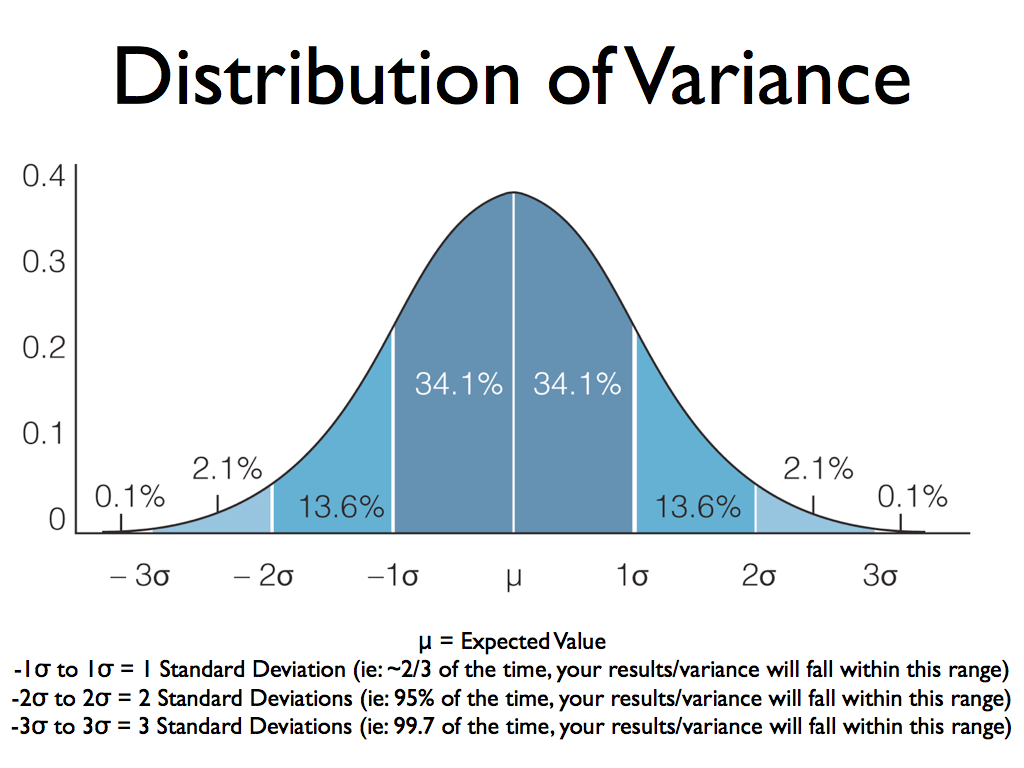 Distribution of Variance
0.4
0.3
0.2
0.1
0
34.1% 34.1%
2.1% 2.1%
0.1% 0.1%
13.6% 13.6%
– 3σ – 2σ –1σ μ 1σ 2σ 3σ
μ = Expected Value
-1σ to 1σ = 1 Standard Deviation (ie: ~2/3 of the time, your results/variance will fall within this range)
-2σ to 2σ = 2 Standard Deviations (ie: 95% of the time, your results/variance will fall within this range)
-3σ to 3σ = 3 Standard Deviations (ie: 99.7 of the time, your results/variance will fall within this range)